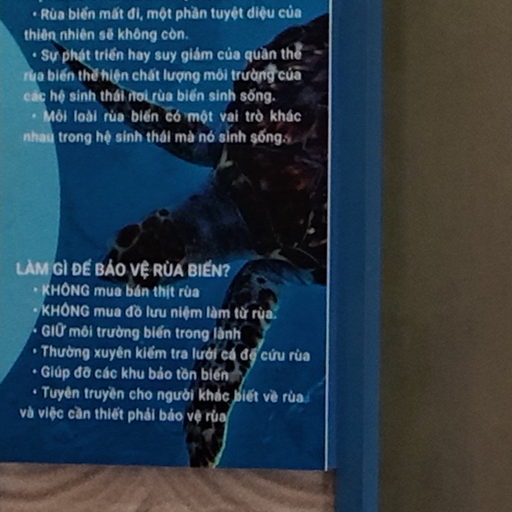 • Rùa biển mất đi, một phần tuyệt diệu của
thiên nhiên sẽ không còn.
• Sự phát triển hay suy giảm của quần thể
rùa biển thể hiện chất lượng môi trường của
các hệ sinh thái nơi rùa biển sinh sống.
• Mỗi loài rùa biển có một vai trò khác
nhau trong hệ sinh thái mà nó sinh sống.
LÀM GÌ ĐỂ BẢO VỆ RÙA BIỂN?
• KHÔNG mua bán thịt rùa
• KHÔNG mua đồ lưu niệm làm từ rùa.
• GIỮ môi trường biển trong lành
• Thường xuyên kiểm tra lưới cá để cứu rùa
• Giúp đỡ các khu bảo tồn biển
• Tuyên truyền cho người khác biết về rùa
và việc cần thiết phải bảo vệ rùa